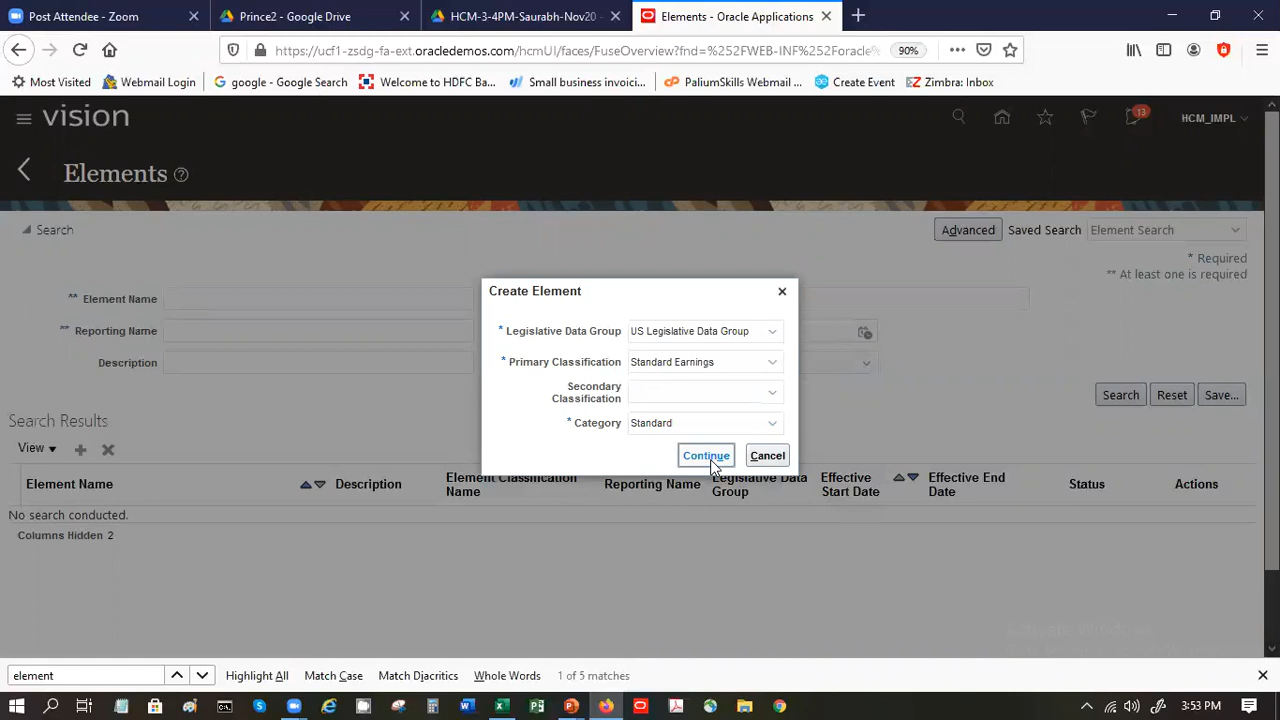 Post Attendee - Zoom
Prince2 - Google Drive
HCM-3-4PM-Saurabh-Nov20 -
Elements - Oracle Applications
https://ucf1-zsdg-fa-ext.oracledemos.com/hcmUI/faces/FuseOverview?fnd=%252FWEB-INF%252Foracle%
90%
Most Visited
Webmail Login
google - Google Search
Welcome to HDFC Ba...
Small business invoici...
PaliumSkills Webmail ...
Create Event
Zimbra: Inbox
vision
13
HCM_IMPL
Elements
Search
Advanced
Saved Search
Element Search
* Required
** At least one is required
** Element Name
** Reporting Name
Description
Search
Reset
Save...
Create Element
* Legislative Data Group
US Legislative Data Group
* Primary Classification
Standard Earnings
Secondary
Classification
* Category
Standard
Continue
Cancel
Search Results
View
Element Name
Description
Element Classification
Name
Reporting Name
Legislative Data
Group
Effective
Start Date
Effective End
Date
Status
Actions
No search conducted.
Columns Hidden 2
Activate Windows
element
Highlight All
Match Case
Match Diacritics
Whole Words
1 of 5 matches
3:53 PM